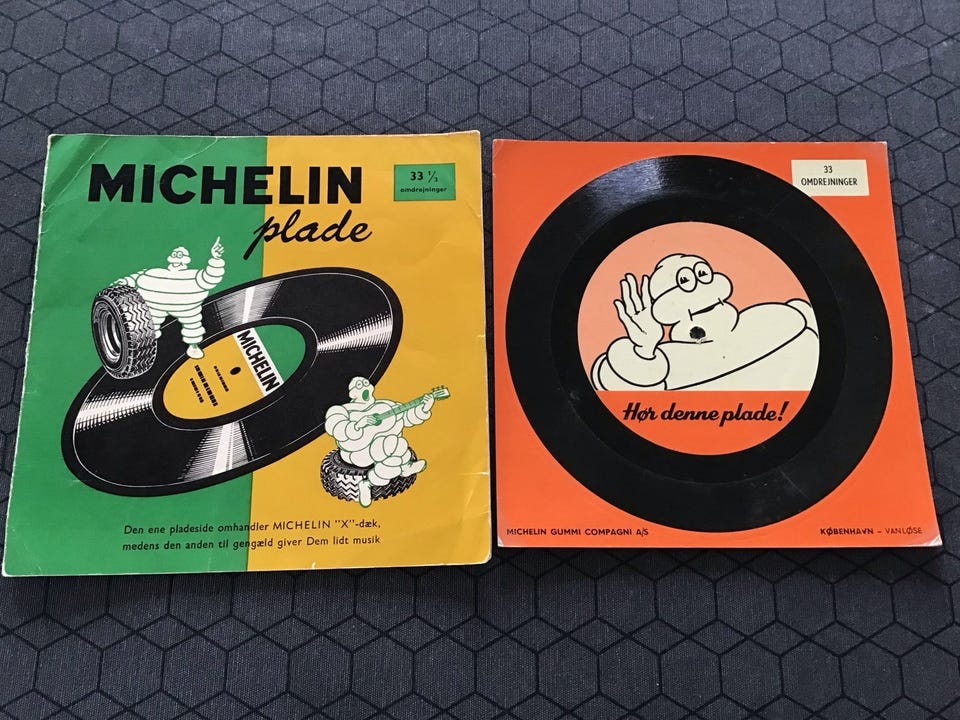 MICHELIN
plade
33 ⅓
omdrejninger
MICHELIN
Den ene pladeside omhandler MICHELIN "X"-dæk,
medens den anden til gengæld giver Dem lidt musik
33
OMDREJNINGER
Hør denne plade!
MICHELIN GUMMI COMPAGNI A/S
KØBENHAVN - VANLØSE